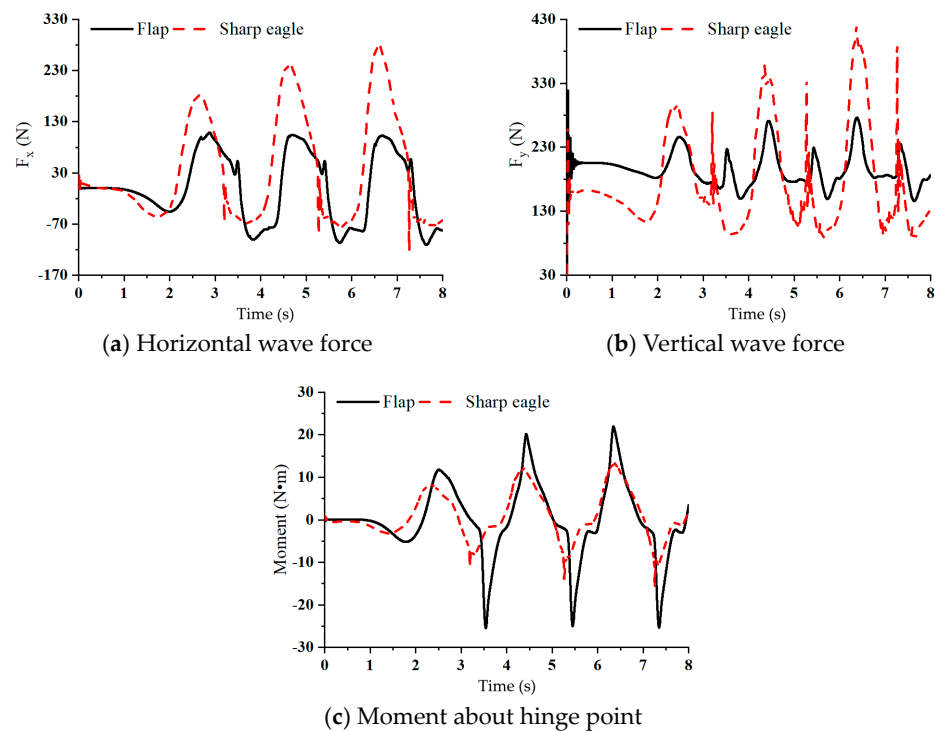 330
230
130
30
-70
-170
Fx (N)
Flap
Sharp eagle
0 1 2 3 4 5 6 7 8
Time (s)
(a) Horizontal wave force
430
330
230
130
30
Fy (N)
Flap
Sharp eagle
0 1 2 3 4 5 6 7 8
Time (s)
(b) Vertical wave force
30
20
10
0
-10
-20
-30
Moment (N•m)
Flap
Sharp eagle
0 1 2 3 4 5 6 7 8
Time (s)
(c) Moment about hinge point